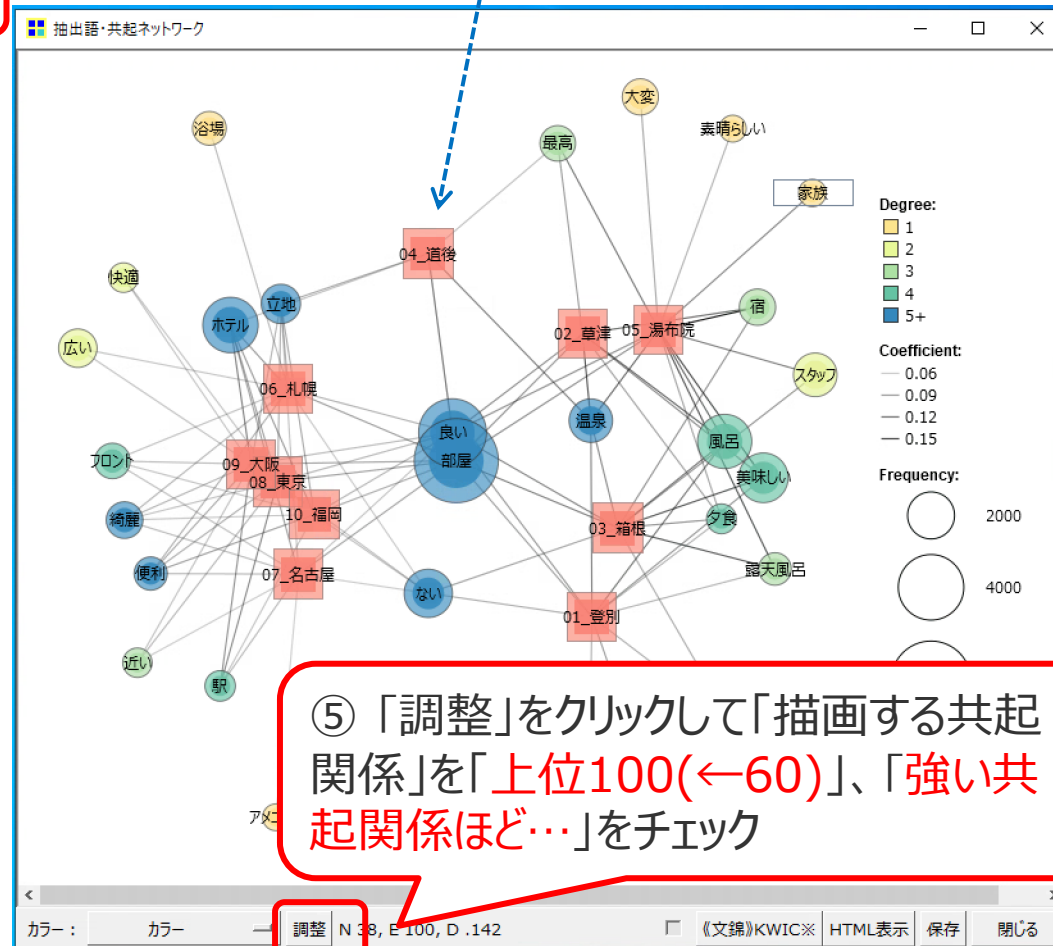 抽出語・共起ネットワーク
大変
浴場
素晴らしい
最高
家族
Degree:
1
2
3
4
5+
04_道後
快適
立地
ホテル
宿
02_草津
05_湯布院
広い
Coefficient:
0.06
0.09
0.12
0.15
スタッフ
06_札幌
温泉
良い
風呂
部屋
フロント
09_大阪
08_東京
美味しい
Frequency:
2000
4000
10_福岡
夕食
綺麗
03_箱根
便利
07_名古屋
露天風呂
ない
01_登別
近い
駅
⑤「調整」をクリックして「描画する共起
関係」を「上位100(←60)」、「強い共
起関係ほど…」をチェック
カラー：
カラー
調整
N 38, E 100, D .142
《文錦》KWIC※
HTML表示
保存
閉じる